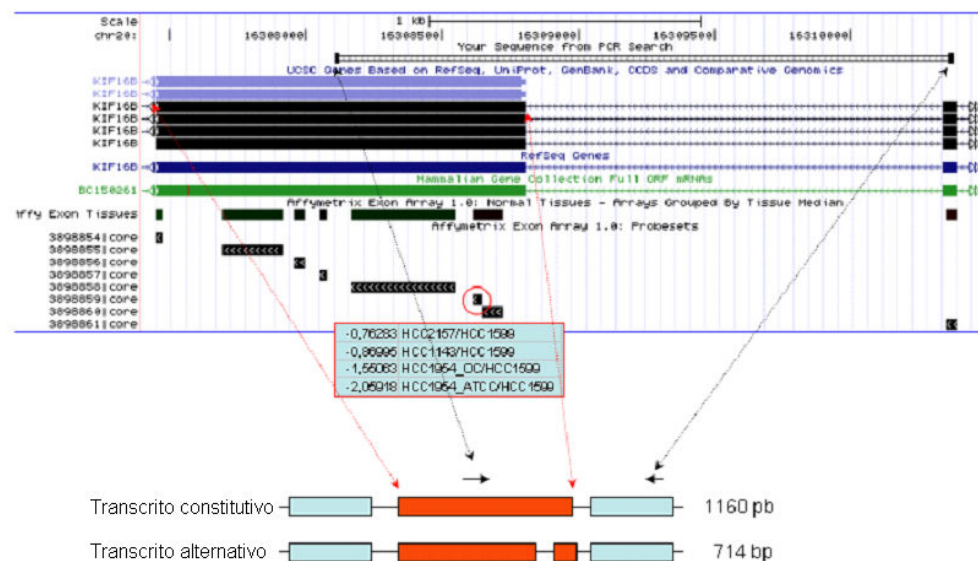 Scale 1 kb
chr20: 16308000 16308500 16309000 16309500 16310000
Your Sequence from PCR Search
UCSC Genes Based on RefSeq, UniProt, GenBank, CCDS and Comparative Genomics
KIF16B
KIF16B
KIF16B
KIF16B
KIF16B
KIF16B
RefSeq Genes
KIF16B
Mammalian Gene Collection Full ORF mRNAs
BC150261
Affymetrix Exon Array 1.0: Normal Tissues - Arrays Grouped By Tissue Median
Affy Exon Tissues
Affymetrix Exon Array 1.0: Probesets
3898854|core
3898855|core
3898856|core
3898857|core
3898858|core
3898859|core
3898860|core
3898861|core
-0,76283 HCC2157/HCC1599
-0,86995 HCC1143/HCC1599
-1,55063 HCC1954_OC/HCC1599
-2,05918 HCC1954_ATCC/HCC1599
Transcrito constitutivo 1160 pb
Transcrito alternativo 714 bp